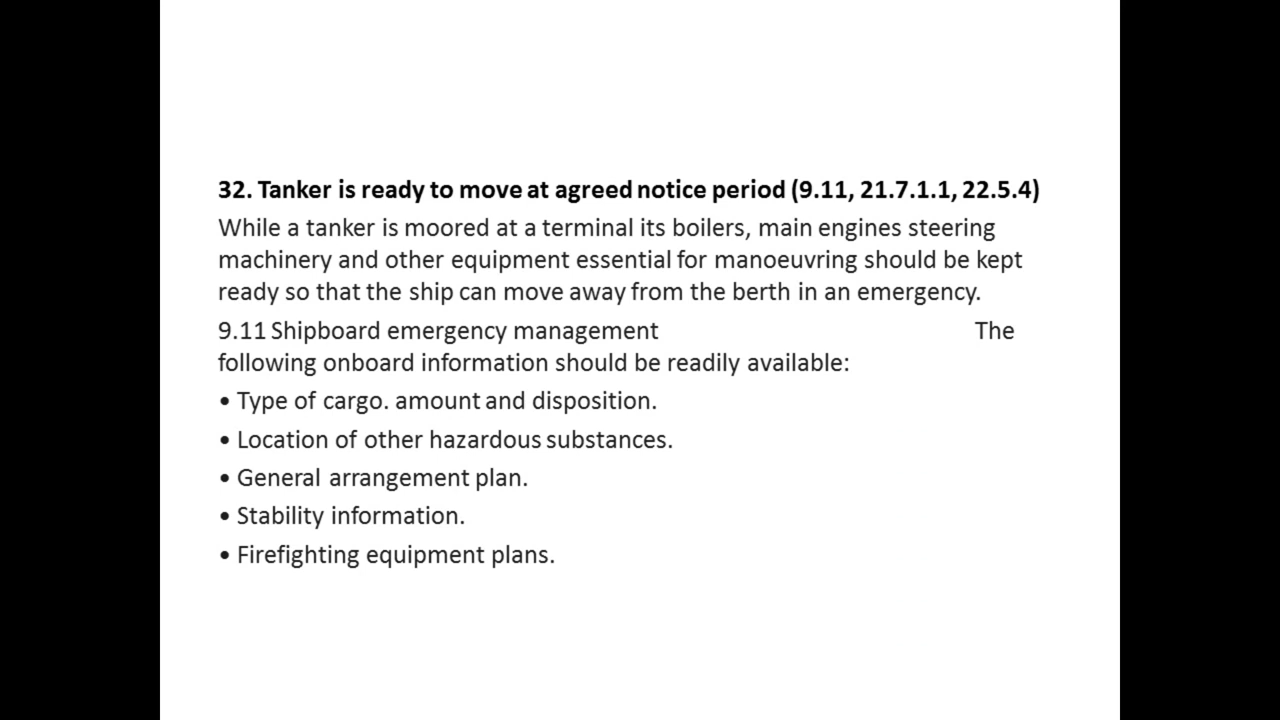 32. Tanker is ready to move at agreed notice period (9.11, 21.7.1.1, 22.5.4)
While a tanker is moored at a terminal its boilers, main engines steering
machinery and other equipment essential for manoeuvring should be kept
ready so that the ship can move away from the berth in an emergency.
9.11 Shipboard emergency management The
following onboard information should be readily available:
• Type of cargo. amount and disposition.
• Location of other hazardous substances.
• General arrangement plan.
• Stability information.
• Firefighting equipment plans.